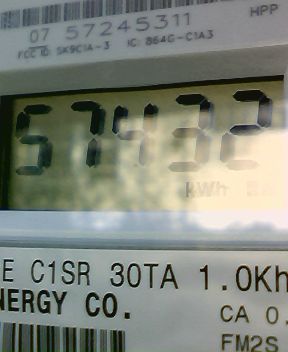 HPP
07 57245311
FCC ID: SK9C1A-3 IC: 864G-C1A3
57432
kWh
E C1SR 30TA 1.0Kh
NERGY CO.
CA 0.
FM2S